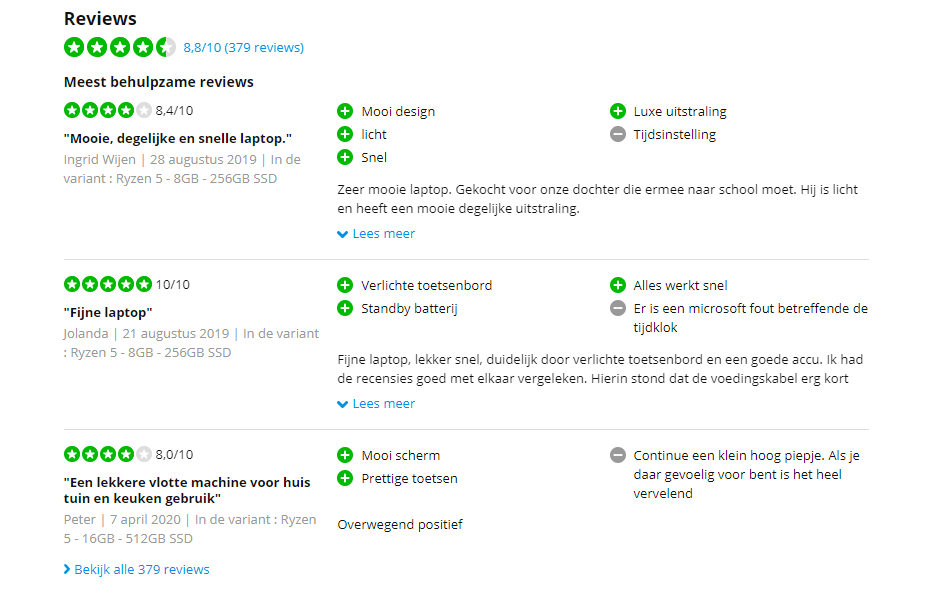 Reviews
8,8/10 (379 reviews)
Meest behulpzame reviews
8,4/10
"Mooie, degelijke en snelle laptop."
Ingrid Wijen | 28 augustus 2019 | In de
variant : Ryzen 5 - 8GB - 256GB SSD
Mooi design
licht
Snel
Luxe uitstraling
Tijdsinstelling
Zeer mooie laptop. Gekocht voor onze dochter die ermee naar school moet. Hij is licht
en heeft een mooie degelijke uitstraling.
Lees meer
10/10
"Fijne laptop"
Jolanda | 21 augustus 2019 | In de variant
: Ryzen 5 - 8GB - 256GB SSD
Verlichte toetsenbord
Standby batterij
Alles werkt snel
Er is een microsoft fout betreffende de
tijdklok
Fijne laptop, lekker snel, duidelijk door verlichte toetsenbord en een goede accu. Ik had
de recensies goed met elkaar vergeleken. Hierin stond dat de voedingskabel erg kort
Lees meer
8,0/10
"Een lekkere vlotte machine voor huis
tuin en keuken gebruik"
Peter | 7 april 2020 | In de variant : Ryzen
5 - 16GB - 512GB SSD
Mooi scherm
Prettige toetsen
Continue een klein hoog piepje. Als je
daar gevoelig voor bent is het heel
vervelend
Overwegend positief
Bekijk alle 379 reviews